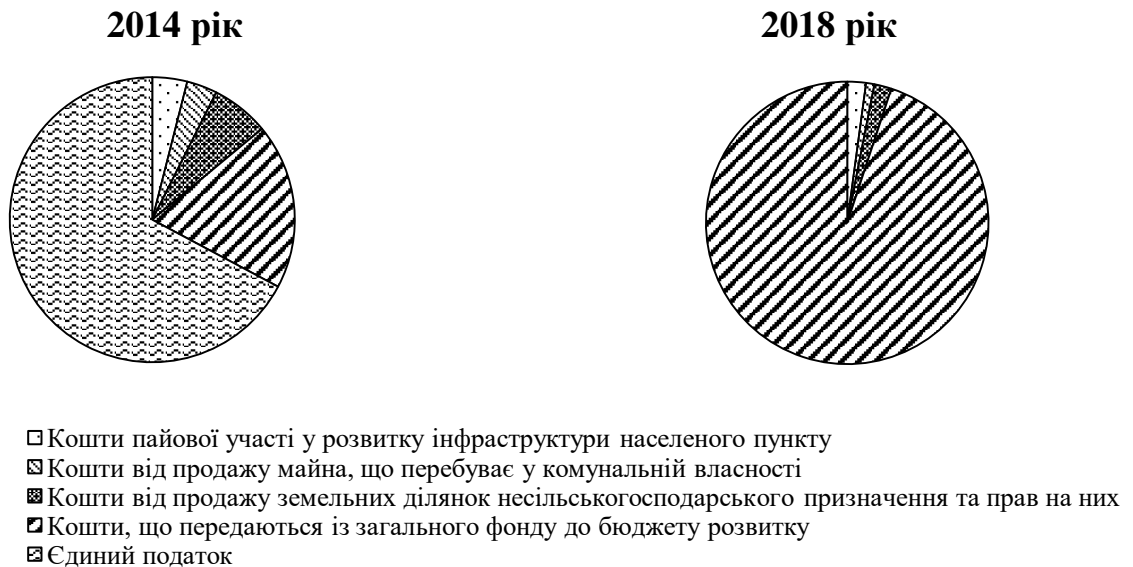 2014 рік
2018 рік
Кошти пайової участі у розвитку інфраструктури населеного пункту
Кошти від продажу майна, що перебуває у комунальній власності
Кошти від продажу земельних ділянок несільськогосподарського призначення та прав на них
Кошти, що передаються із загального фонду до бюджету розвитку
Єдиний податок